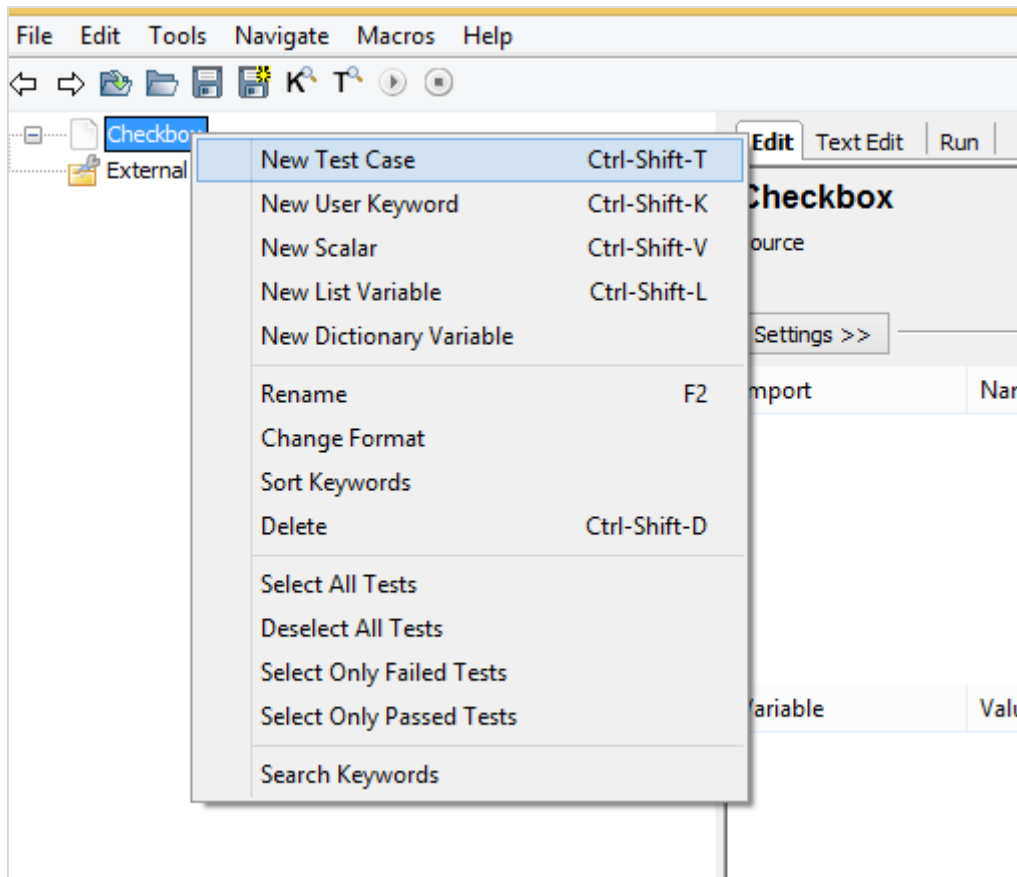 File Edit Tools Navigate Macros Help
K T
Checkbox
External
Edit Text Edit Run
New Test Case Ctrl-Shift-T
New User Keyword Ctrl-Shift-K
New Scalar Ctrl-Shift-V
New List Variable Ctrl-Shift-L
New Dictionary Variable
Rename F2
Change Format
Sort Keywords
Delete Ctrl-Shift-D
Select All Tests
Deselect All Tests
Select Only Failed Tests
Select Only Passed Tests
Search Keywords
Checkbox
ource
Settings >>
mport Nar
ariable Valu